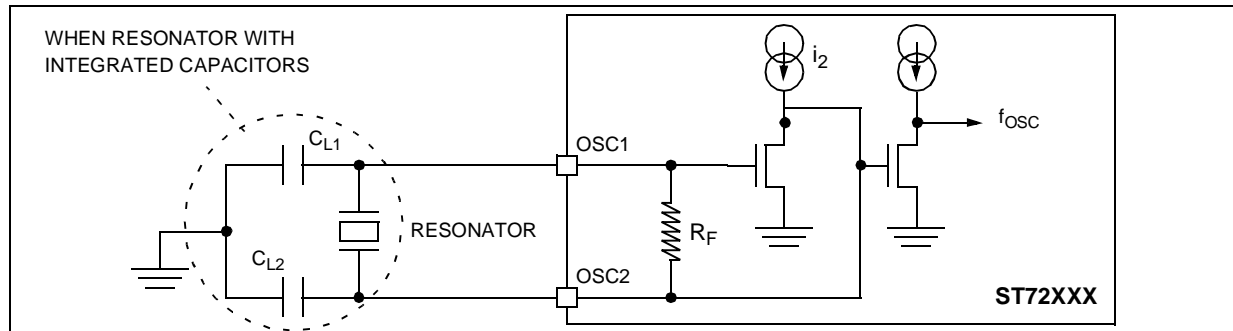 WHEN RESONATOR WITH
INTEGRATED CAPACITORS
CL1
CL2
RESONATOR
OSC1
OSC2
RF
i2
fOSC
ST72XXX